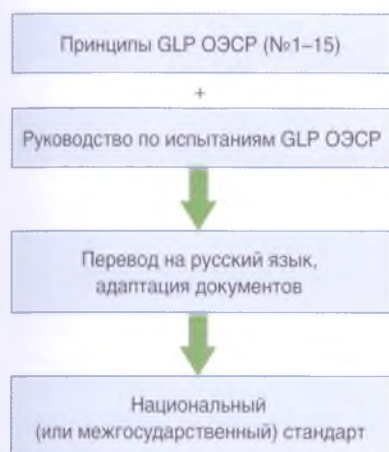 Принципы GLP ОЭСР (№1–15)
+
Руководство по испытаниям GLP ОЭСР
Перевод на русский язык,
адаптация документов
Национальный
(или межгосударственный) стандарт